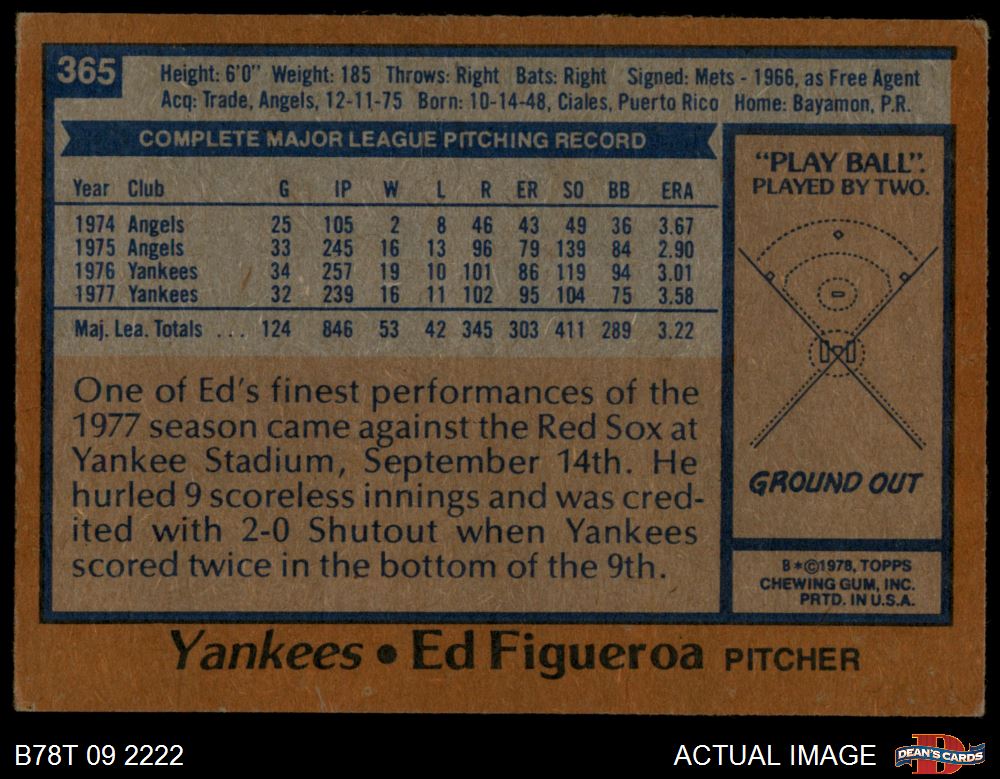 365
Height: 6'0" Weight: 185 Throws: Right Bats: Right Signed: Mets - 1966, as Free Agent
Acq: Trade, Angels, 12-11-75 Born: 10-14-48, Ciales, Puerto Rico Home: Bayamon, P.R.
COMPLETE MAJOR LEAGUE PITCHING RECORD
Year Club G IP W L R ER SO BB ERA
1974 Angels 25 105 2 8 46 43 49 36 3.67
1975 Angels 33 245 16 13 96 79 139 84 2.90
1976 Yankees 34 257 19 10 101 86 119 94 3.01
1977 Yankees 32 239 16 11 102 95 104 75 3.58
Maj. Lea. Totals ... 124 846 53 42 345 303 411 289 3.22
One of Ed's finest performances of the
1977 season came against the Red Sox at
Yankee Stadium, September 14th. He
hurled 9 scoreless innings and was cred-
ited with 2-0 Shutout when Yankees
scored twice in the bottom of the 9th.
"PLAY BALL".
PLAYED BY TWO.
GROUND OUT
B*©1978, TOPPS
CHEWING GUM, INC.
PRTD. IN U.S.A.
Yankees • Ed Figueroa PITCHER
B78T 09 2222
ACTUAL IMAGE
D
DEAN'S CARDS